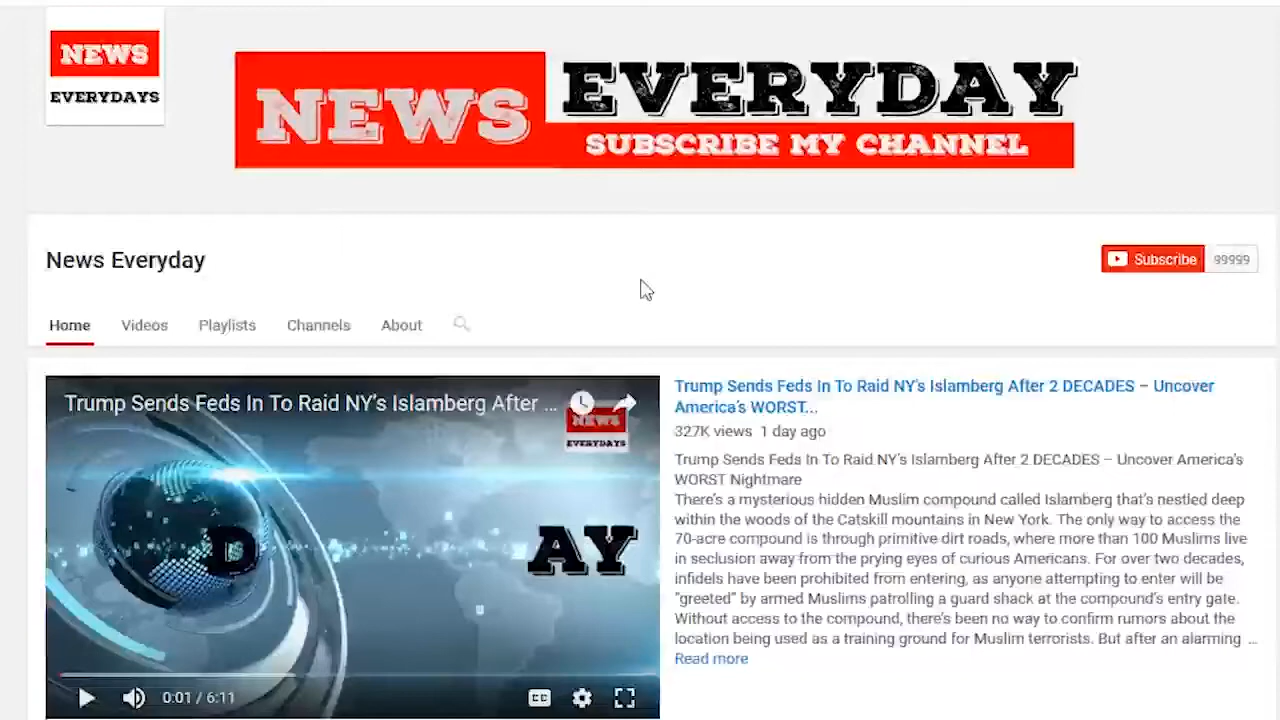 NEWS
EVERYDAYS
NEWS
EVERYDAY
SUBSCRIBE MY CHANNEL
News Everyday
Subscribe 99999
Home Videos Playlists Channels About
Trump Sends Feds In To Raid NY's Islamberg After ...
NEWS
EVERYDAYS
D AY
0:01 / 6:11
CC
Trump Sends Feds In To Raid NY's Islamberg After 2 DECADES – Uncover
America's WORST...
327K views 1 day ago
Trump Sends Feds In To Raid NY's Islamberg After 2 DECADES – Uncover America's
WORST Nightmare
There's a mysterious hidden Muslim compound called Islamberg that's nestled deep
within the woods of the Catskill mountains in New York. The only way to access the
70-acre compound is through primitive dirt roads, where more than 100 Muslims live
in seclusion away from the prying eyes of curious Americans. For over two decades,
infidels have been prohibited from entering, as anyone attempting to enter will be
"greeted" by armed Muslims patrolling a guard shack at the compound's entry gate.
Without access to the compound, there's been no way to confirm rumors about the
location being used as a training ground for Muslim terrorists. But after an alarming ...
Read more